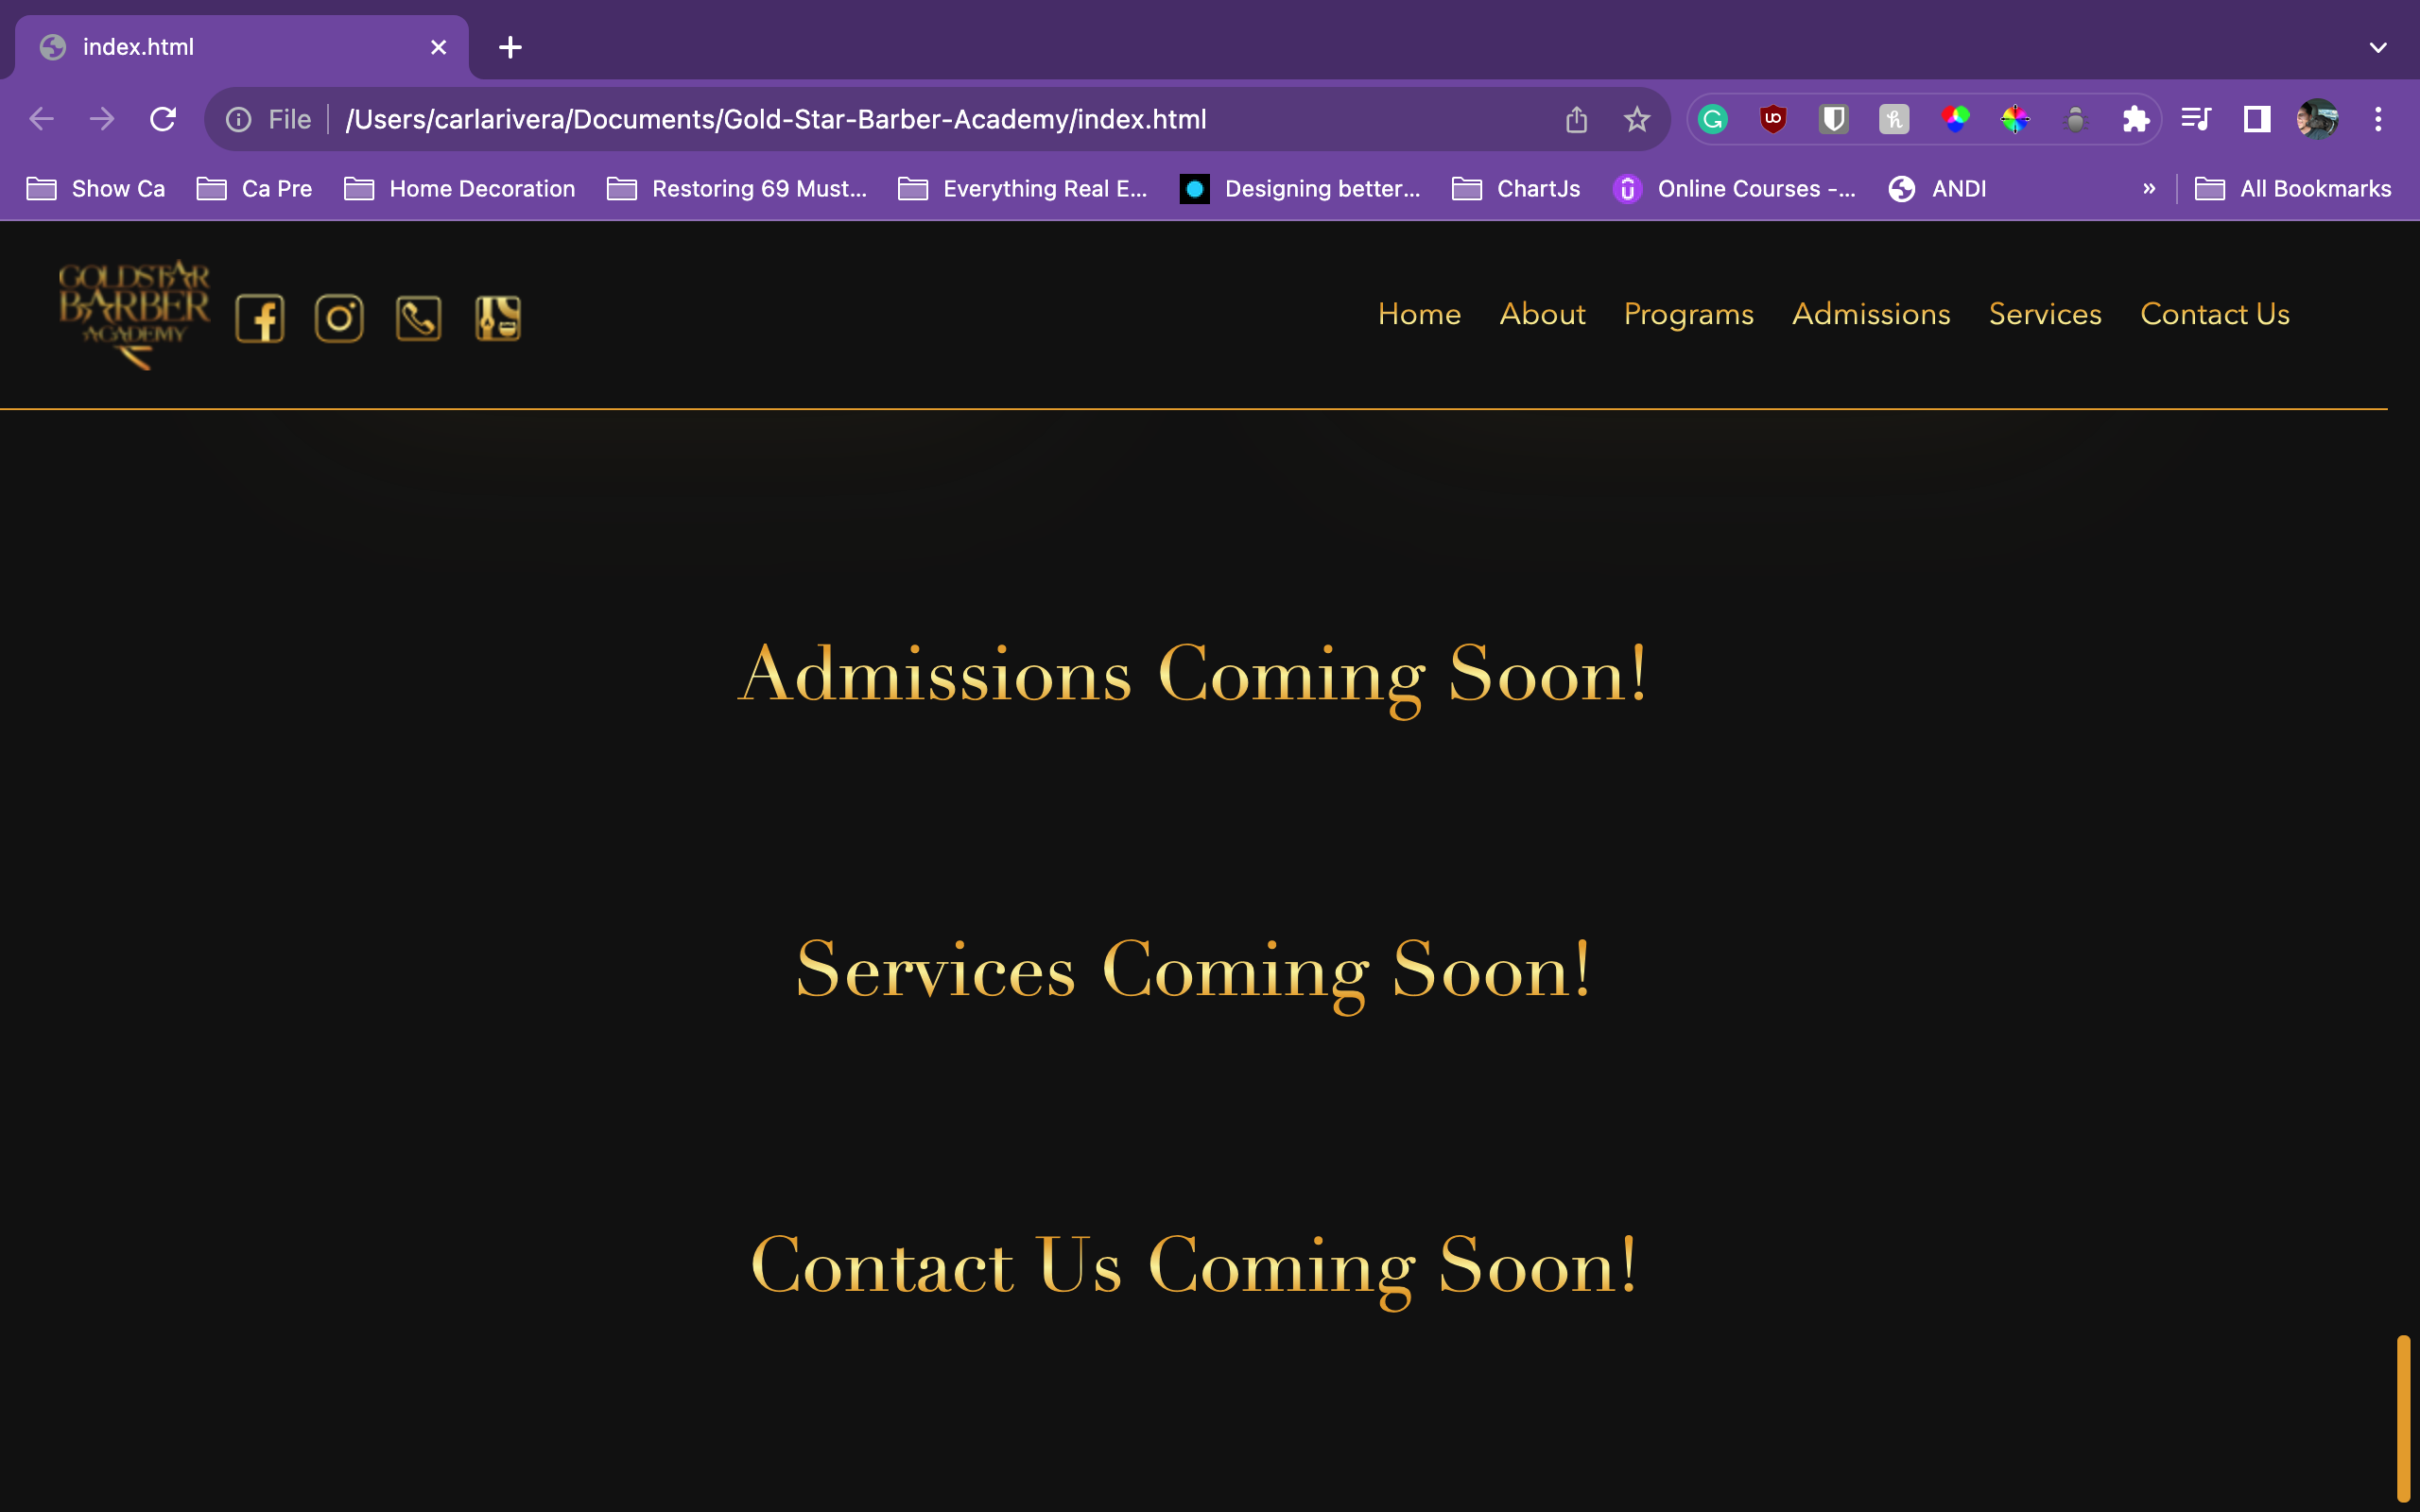 index.html
File /Users/carlarivera/Documents/Gold-Star-Barber-Academy/index.html
Show Ca Ca Pre Home Decoration Restoring 69 Must... Everything Real E... Designing better... ChartJs Online Courses -... ANDI » All Bookmarks
GOLDSTAR
BARBER
ACADEMY
Home About Programs Admissions Services Contact Us
Admissions Coming Soon!
Services Coming Soon!
Contact Us Coming Soon!